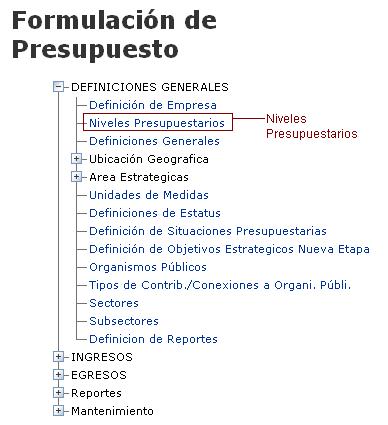 Formulación de
Presupuesto
DEFINICIONES GENERALES
Definición de Empresa
Niveles Presupuestarios
Niveles
Presupuestarios
Definiciones Generales
Ubicación Geografica
Area Estrategicas
Unidades de Medidas
Definiciones de Estatus
Definición de Situaciones Presupuestarias
Definición de Objetivos Estrategicos Nueva Etapa
Organismos Públicos
Tipos de Contrib./Conexiones a Organi. Públi.
Sectores
Subsectores
Definicion de Reportes
INGRESOS
EGRESOS
Reportes
Mantenimiento